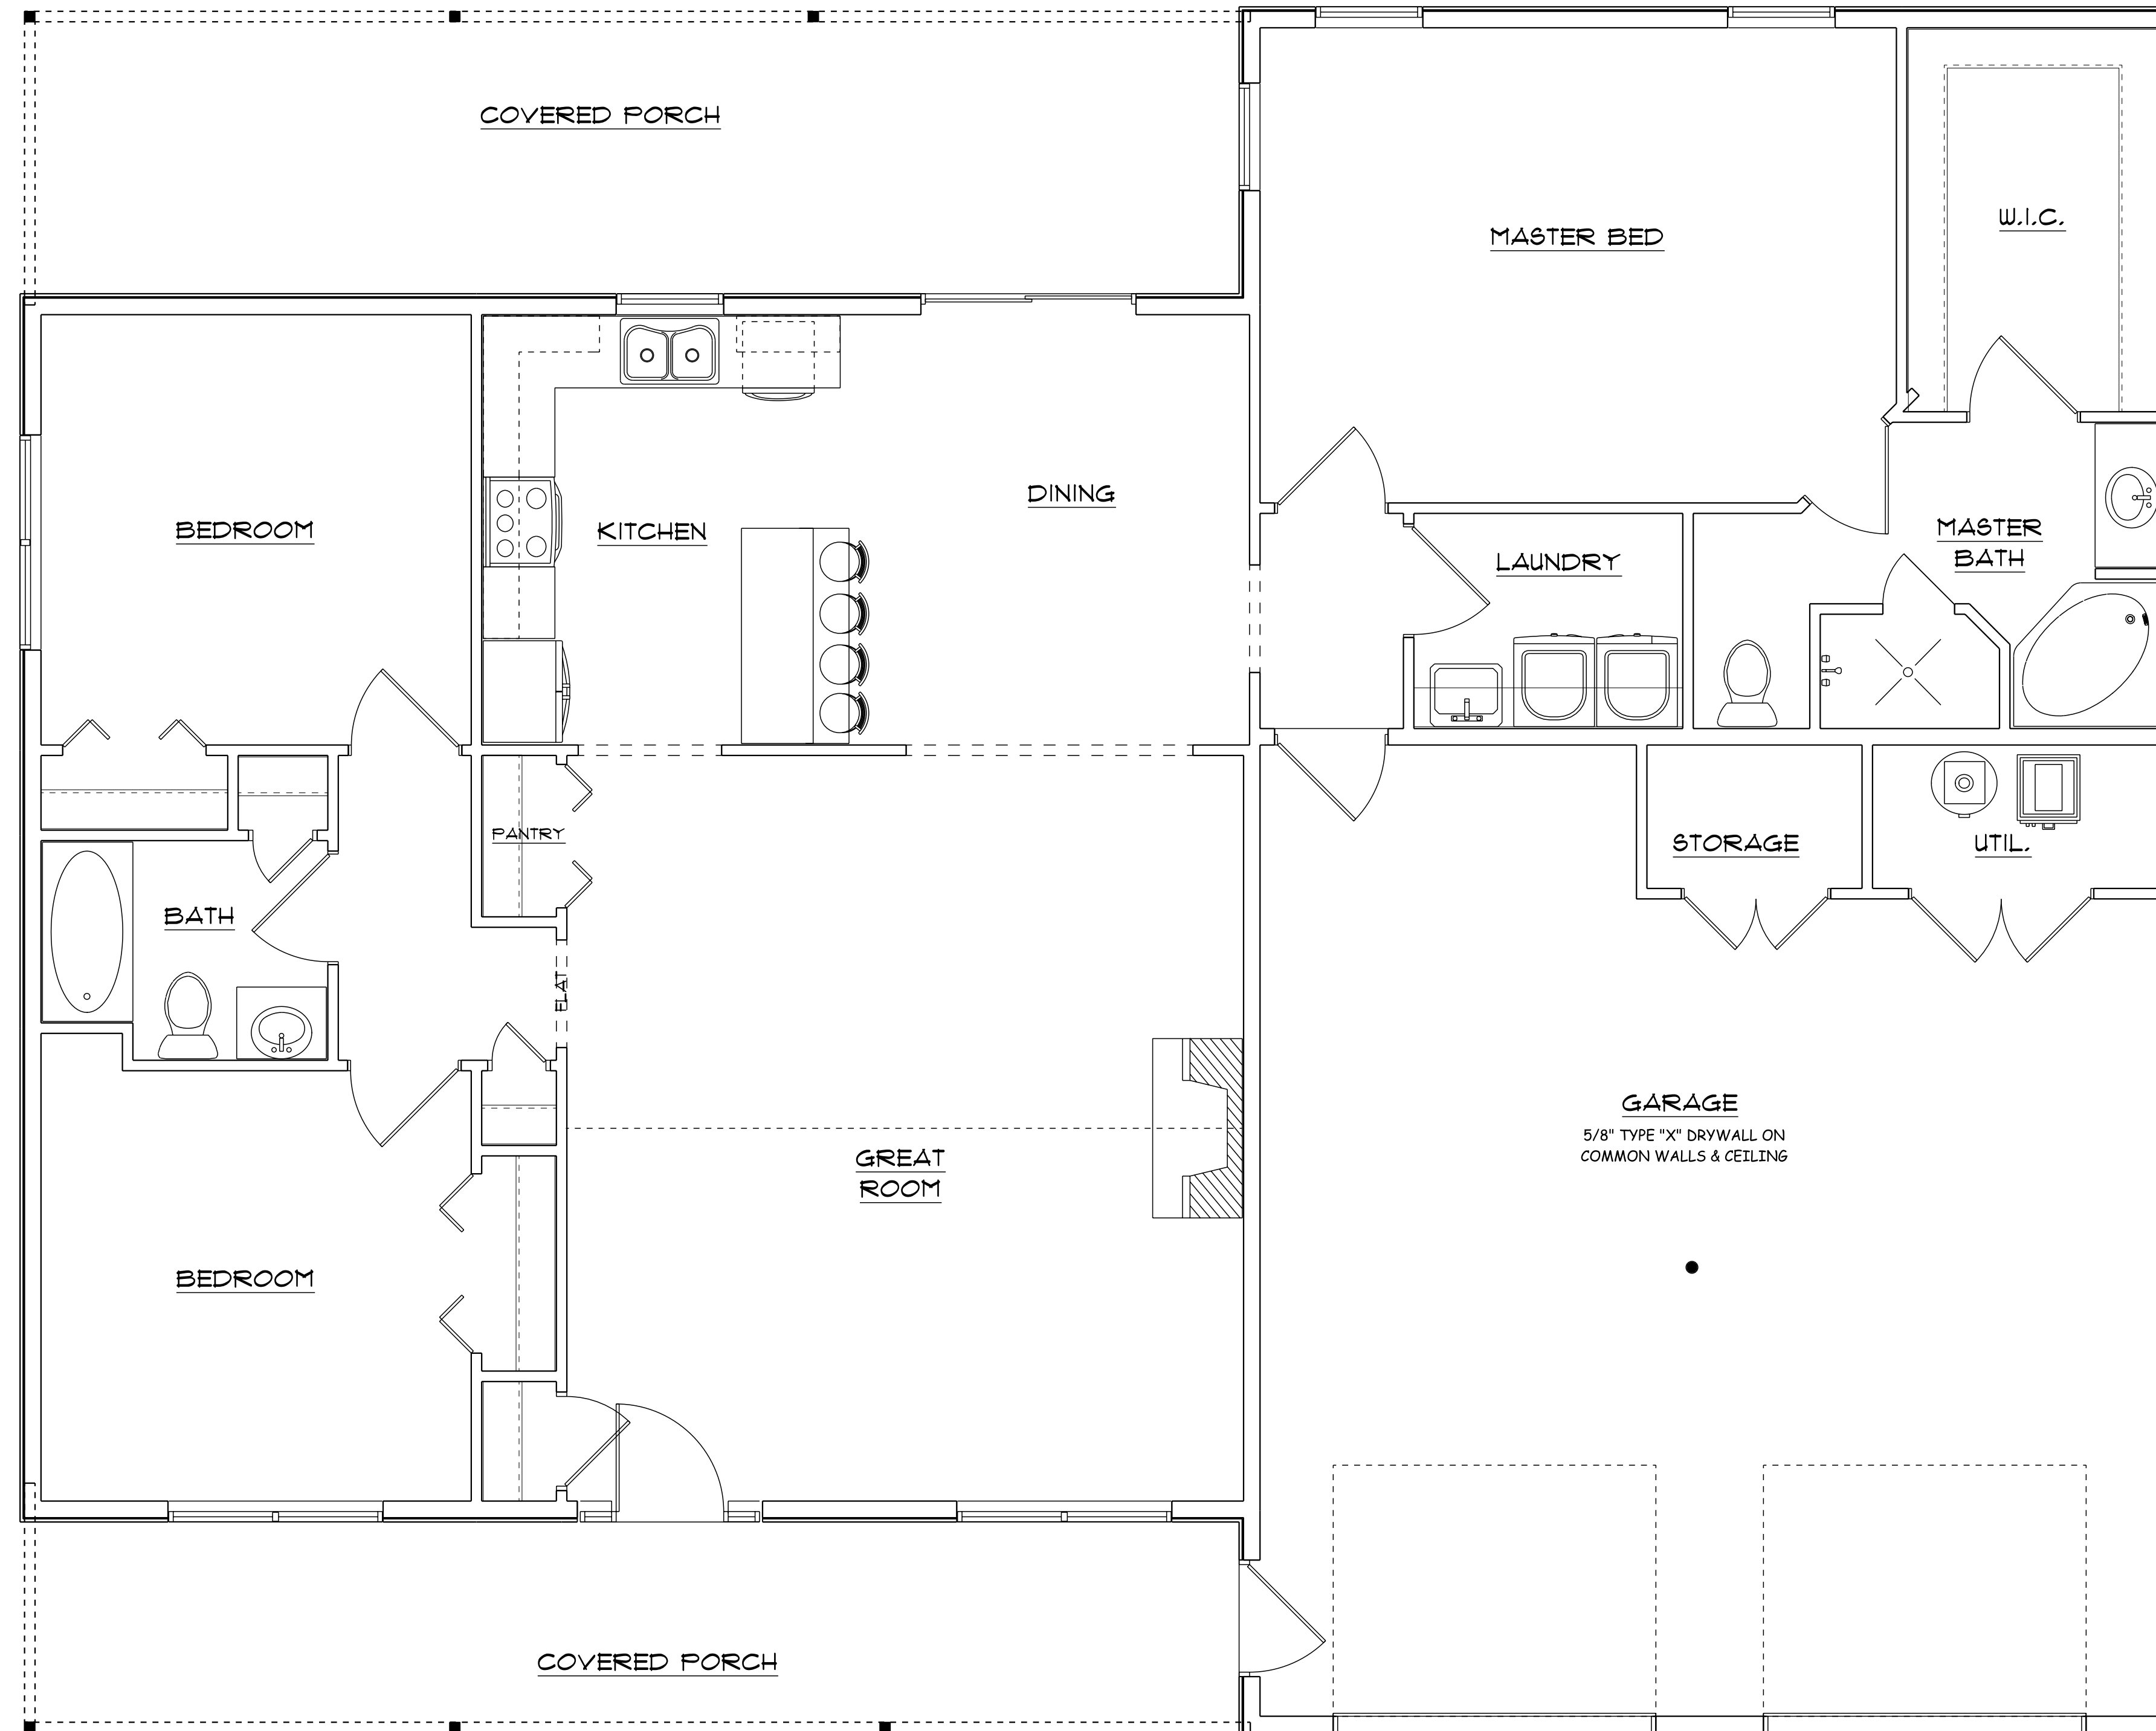 COVERED PORCH
MASTER BED
W.I.C.
BEDROOM
KITCHEN
DINING
LAUNDRY
MASTER
BATH
PANTRY
STORAGE
UTIL.
BATH
FLAT
GREAT
ROOM
GARAGE
5/8" TYPE "X" DRYWALL ON
COMMON WALLS & CEILING
BEDROOM
COVERED PORCH